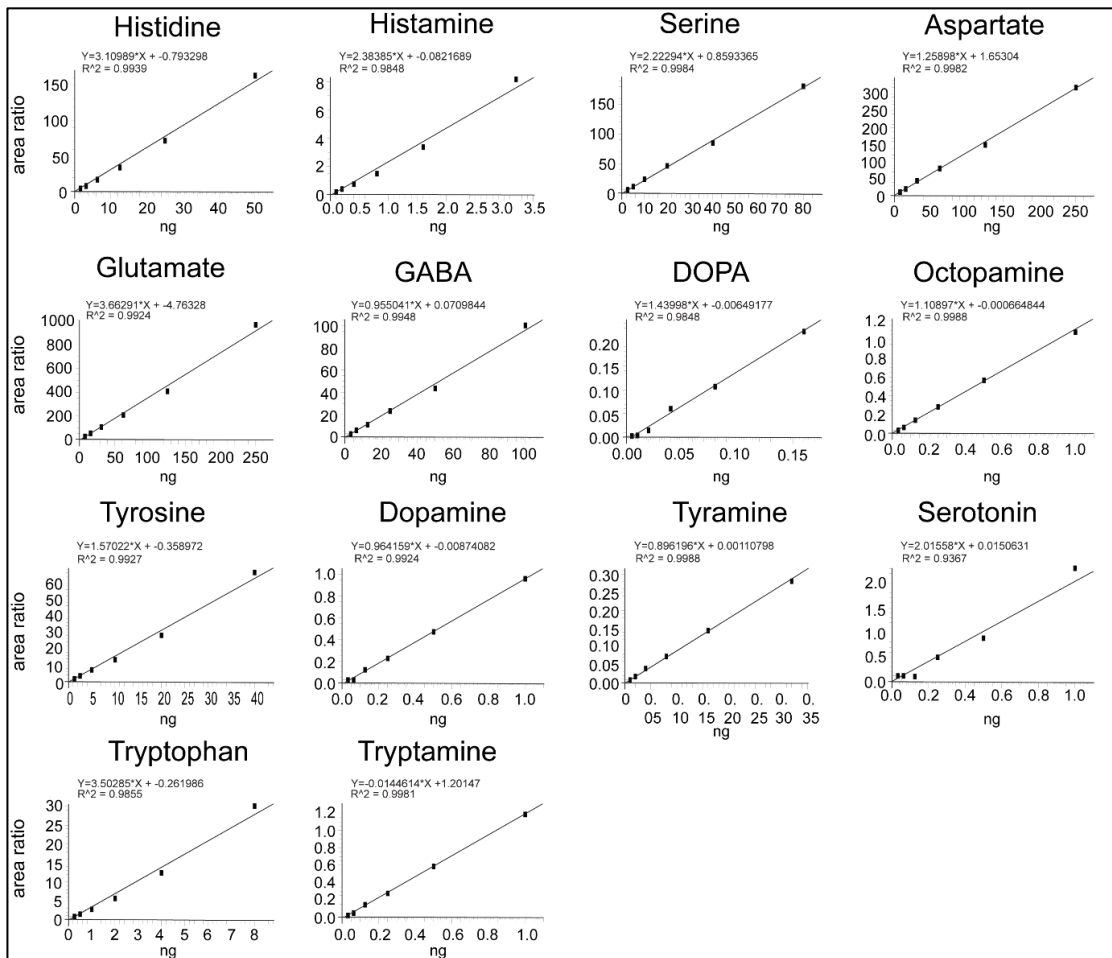 Histidine
Y=3.10989*X + -0.793298
R^2 = 0.9939
area ratio
150
100
50
0
0 10 20 30 40 50
ng
Histamine
Y=2.38385*X + -0.0821689
R^2 = 0.9848
8
6
4
2
0
0.0 0.5 1.0 1.5 2.0 2.5 3.0 3.5
ng
Serine
Y=2.22294*X + 0.8593365
R^2 = 0.9984
150
100
50
0
0 10 20 30 40 50 60 70 80
ng
Aspartate
Y=1.25898*X + 1.65304
R^2 = 0.9982
300
250
200
150
100
50
0
0 50 100 150 200 250
ng
Glutamate
Y=3.66291*X + -4.76328
R^2 = 0.9924
area ratio
1000
800
600
400
200
0
0 50 100 150 200 250
ng
GABA
Y=0.955041*X + 0.0709844
R^2 = 0.9948
100
80
60
40
20
0
0 20 40 60 80 100
ng
DOPA
Y=1.43998*X + -0.00649177
R^2 = 0.9848
0.20
0.15
0.10
0.05
0.00
0.00 0.05 0.10 0.15
ng
Octopamine
Y=1.10897*X + -0.000664844
R^2 = 0.9988
1.2
1.0
0.8
0.6
0.4
0.2
0.0
0.0 0.2 0.4 0.6 0.8 1.0
ng
Tyrosine
Y=1.57022*X + -0.358972
R^2 = 0.9927
area ratio
60
50
40
30
20
10
0
0 5 10 15 20 25 30 35 40
ng
Dopamine
Y=0.964159*X + -0.00874082
R^2 = 0.9924
1.0
0.8
0.6
0.4
0.2
0.0
0.0 0.2 0.4 0.6 0.8 1.0
ng
Tyramine
Y=0.896196*X + 0.00110798
R^2 = 0.9988
0.30
0.25
0.20
0.15
0.10
0.05
0.00
0 0. 0. 0. 0. 0. 0. 0.
05 10 15 20 25 30 35
ng
Serotonin
Y=2.01558*X + 0.0150631
R^2 = 0.9367
2.0
1.5
1.0
0.5
0.0
0.0 0.2 0.4 0.6 0.8 1.0
ng
Tryptophan
Y=3.50285*X + -0.261986
R^2 = 0.9855
area ratio
30
25
20
15
10
5
0
0 1 2 3 4 5 6 7 8
ng
Tryptamine
Y=-0.0144614*X +1.20147
R^2 = 0.9981
1.2
1.0
0.8
0.6
0.4
0.2
0.0
0.0 0.2 0.4 0.6 0.8 1.0
ng